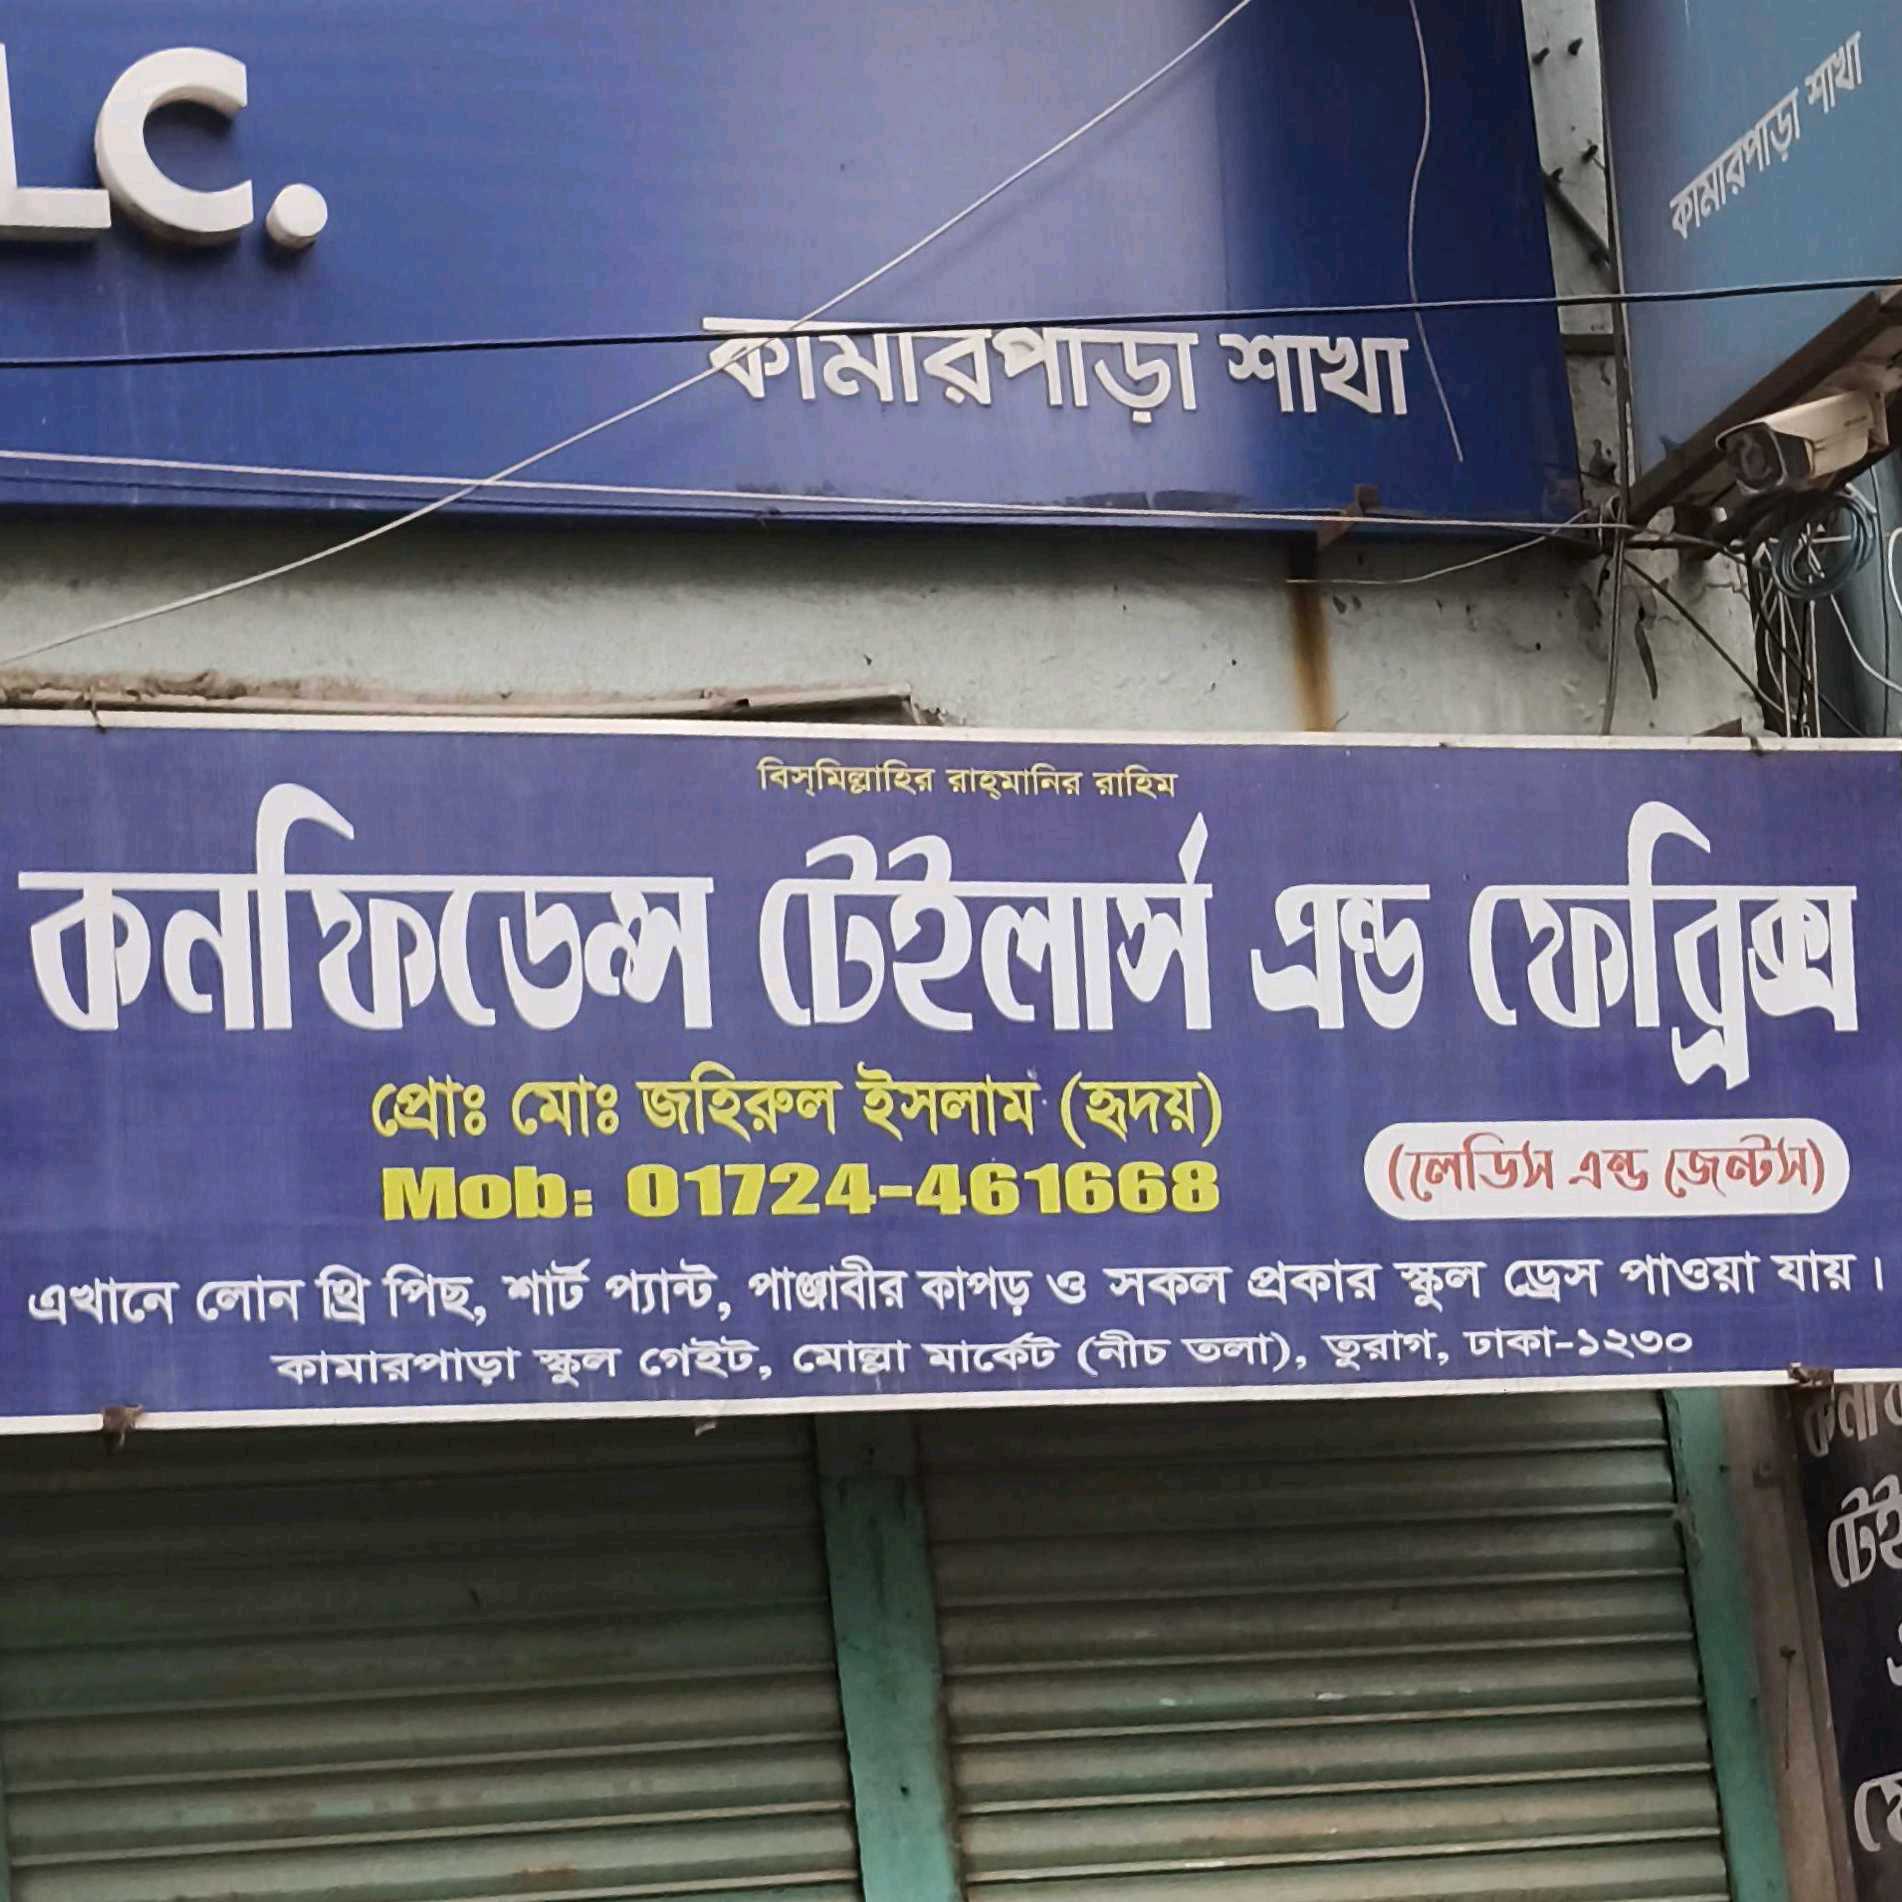 LC.
কামারপাড়া শাখা
কামারপাড়া শাখা
বিস্‌মিল্লাহির রাহ্‌মানির রাহিম
কনফিডেন্স টেইলার্স এন্ড ফেব্রিক্স
প্রোঃ মোঃ জহিরুল ইসলাম (হৃদয়)
Mob: 01724-461668
(লেডিস এন্ড জেন্টস)
এখানে লোন থ্রি পিছ, শার্ট প্যান্ট, পাঞ্জাবীর কাপড় ও সকল প্রকার স্কুল ড্রেস পাওয়া যায়।
কামারপাড়া স্কুল গেইট, মোল্লা মার্কেট (নীচ তলা), তুরাগ, ঢাকা-১২৩০